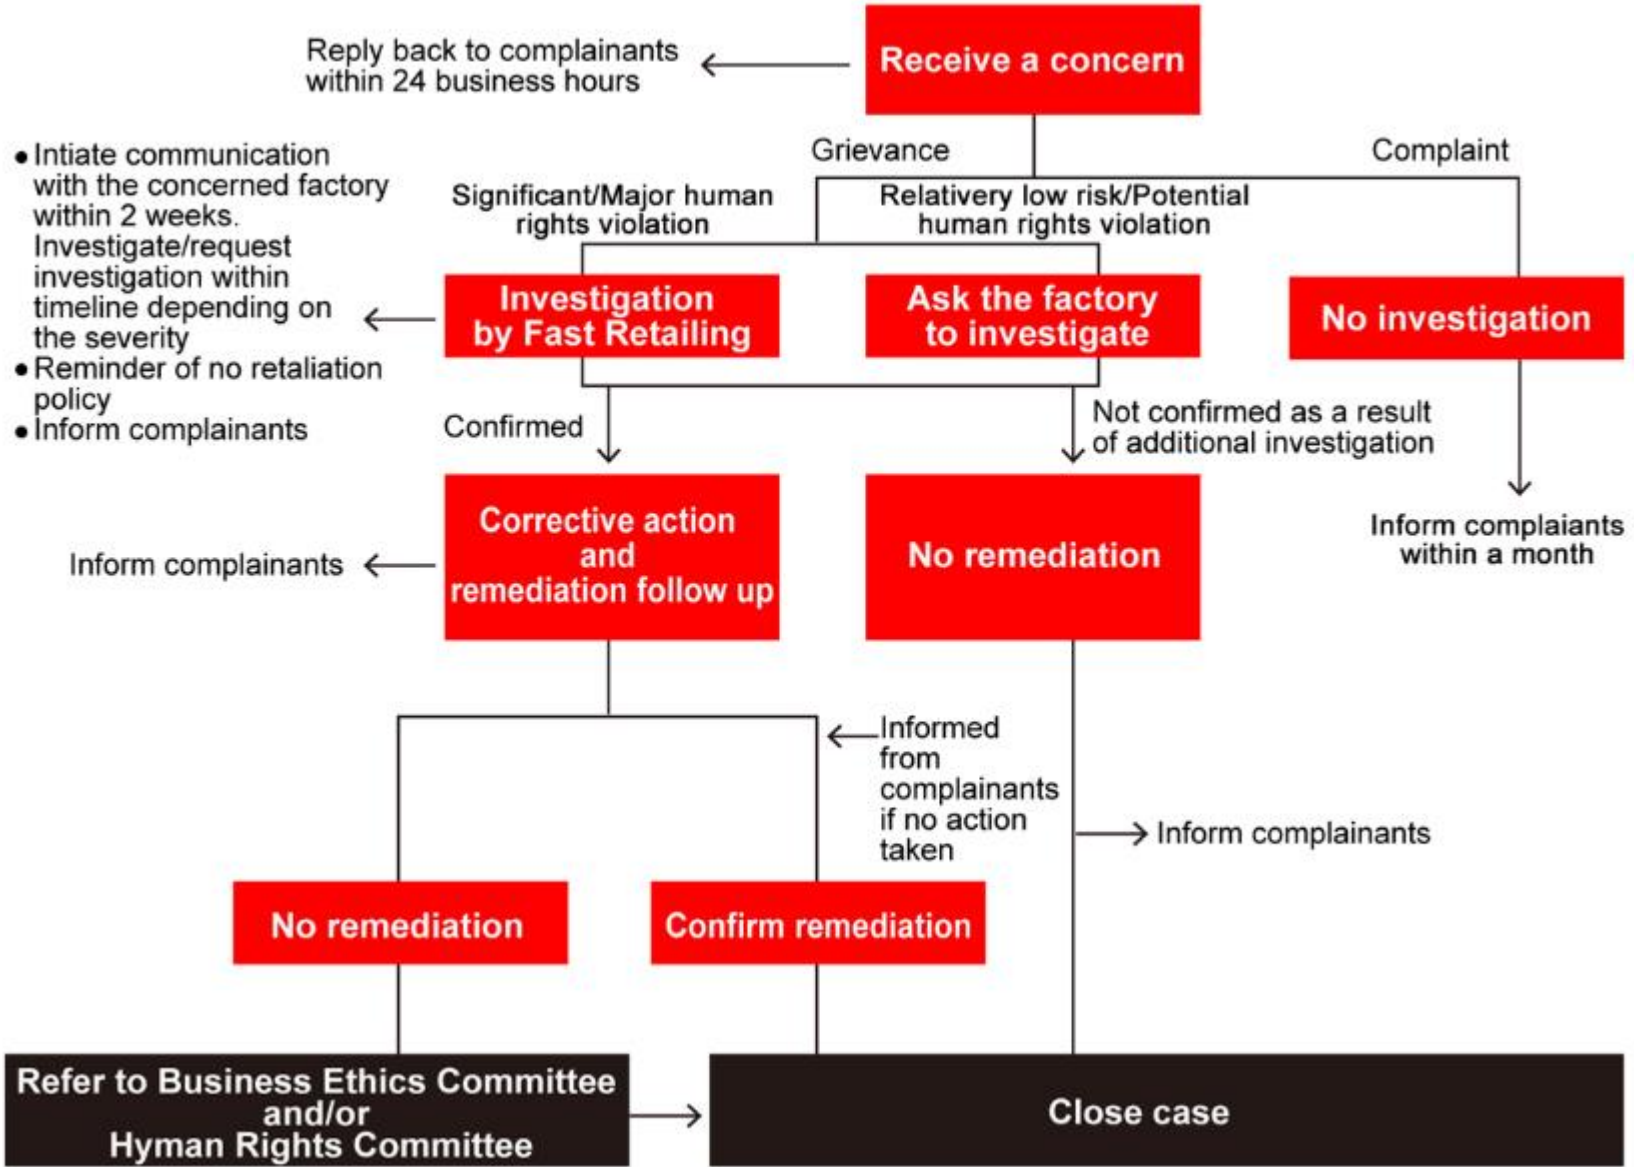 Receive a concern
Reply back to complainants
within 24 business hours
Grievance
Complaint
● Intiate communication
with the concerned factory
within 2 weeks.
Investigate/request
investigation within
timeline depending on
the severity
● Reminder of no retaliation
policy
● Inform complainants
Significant/Major human
rights violation
Relativery low risk/Potential
human rights violation
Investigation
by Fast Retailing
Ask the factory
to investigate
No investigation
Confirmed
Not confirmed as a result
of additional investigation
Corrective action
and
remediation follow up
Inform complainants
No remediation
Inform complaiants
within a month
Informed
from
complainants
if no action
taken
Inform complainants
No remediation
Confirm remediation
Refer to Business Ethics Committee
and/or
Hyman Rights Committee
Close case